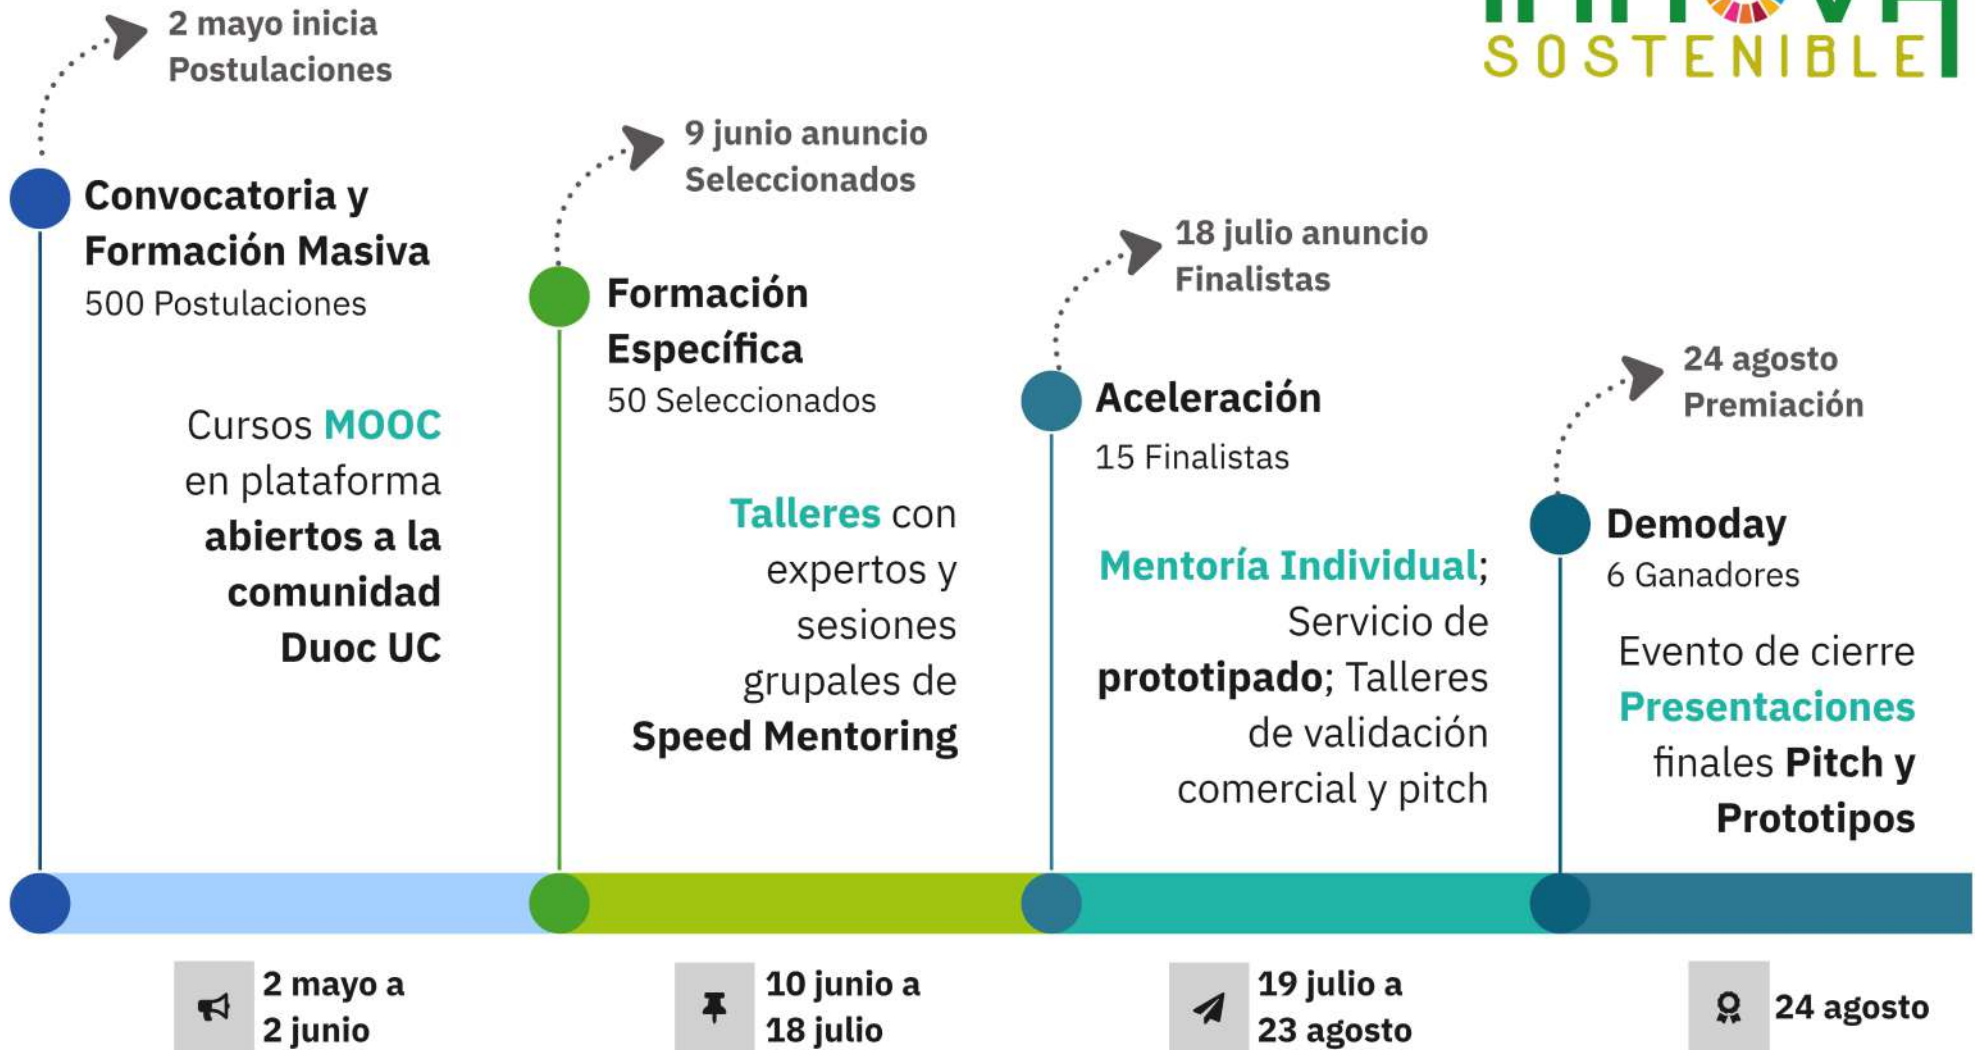 2 mayo inicia
Postulaciones
SOSTENIBLE
9 junio anuncio
Seleccionados
Convocatoria y
Formación Masiva
500 Postulaciones
18 julio anuncio
Finalistas
Formación
Específica
50 Seleccionados
24 agosto
Premiación
Aceleración
15 Finalistas
Cursos MOOC
en plataforma
abiertos a la
comunidad
Duoc UC
Talleres con
expertos y
sesiones
grupales de
Speed Mentoring
Mentoría Individual;
Servicio de
prototipado; Talleres
de validación
comercial y pitch
Demoday
6 Ganadores
Evento de cierre
Presentaciones
finales Pitch y
Prototipos
2 mayo a
2 junio
10 junio a
18 julio
19 julio a
23 agosto
24 agosto